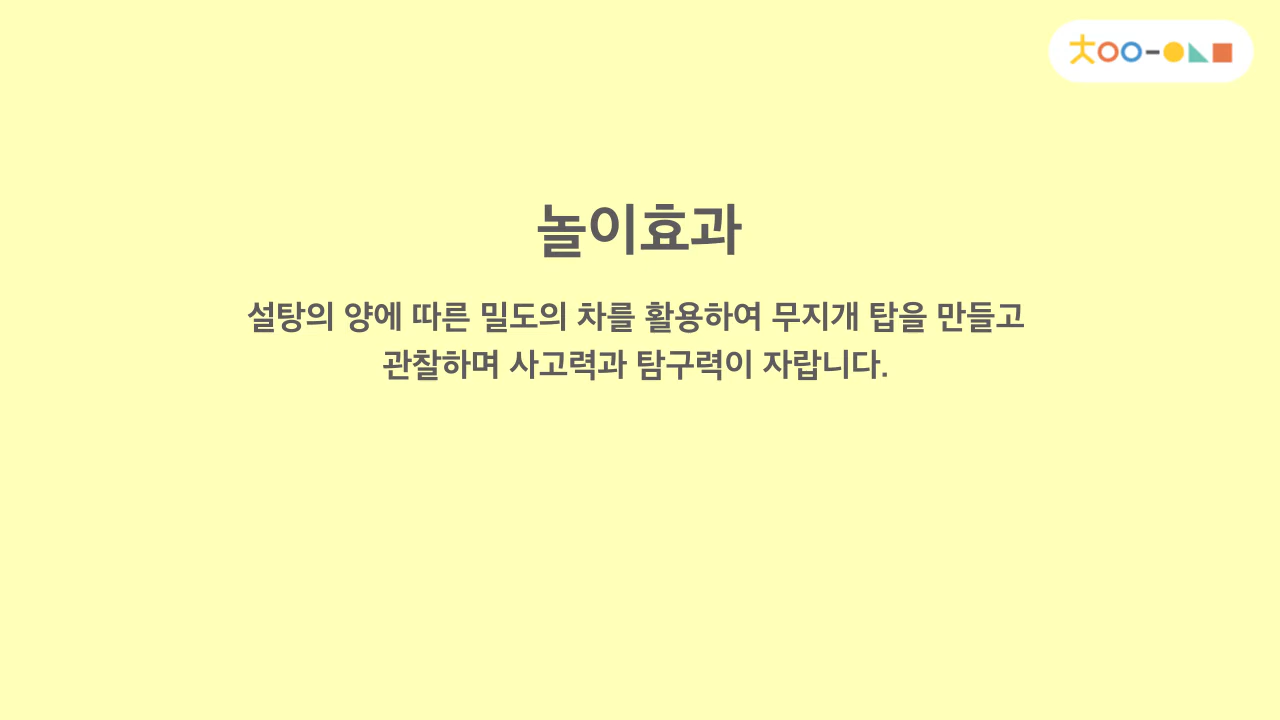 놀이효과
설탕의 양에 따른 밀도의 차를 활용하여 무지개 탑을 만들고
관찰하며 사고력과 탐구력이 자랍니다.